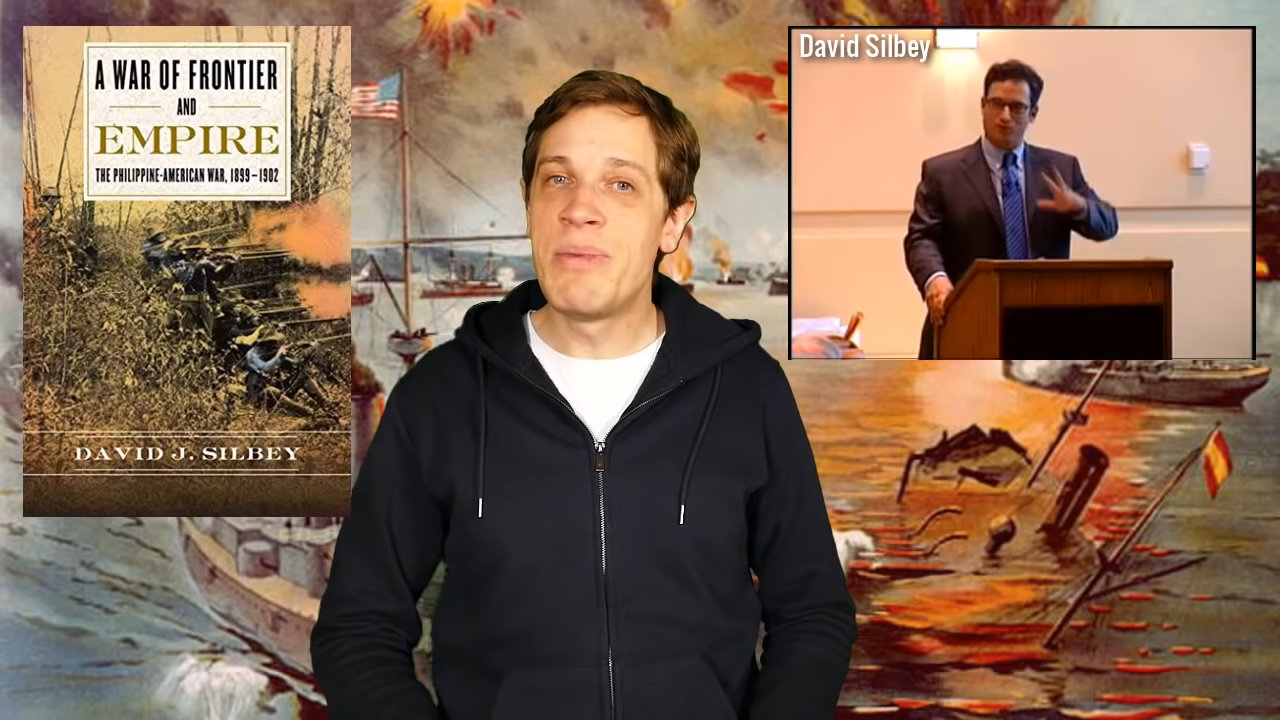 A WAR OF FRONTIER
AND
EMPIRE
THE PHILIPPINE-AMERICAN WAR, 1899–1902
DAVID J. SILBEY
David Silbey